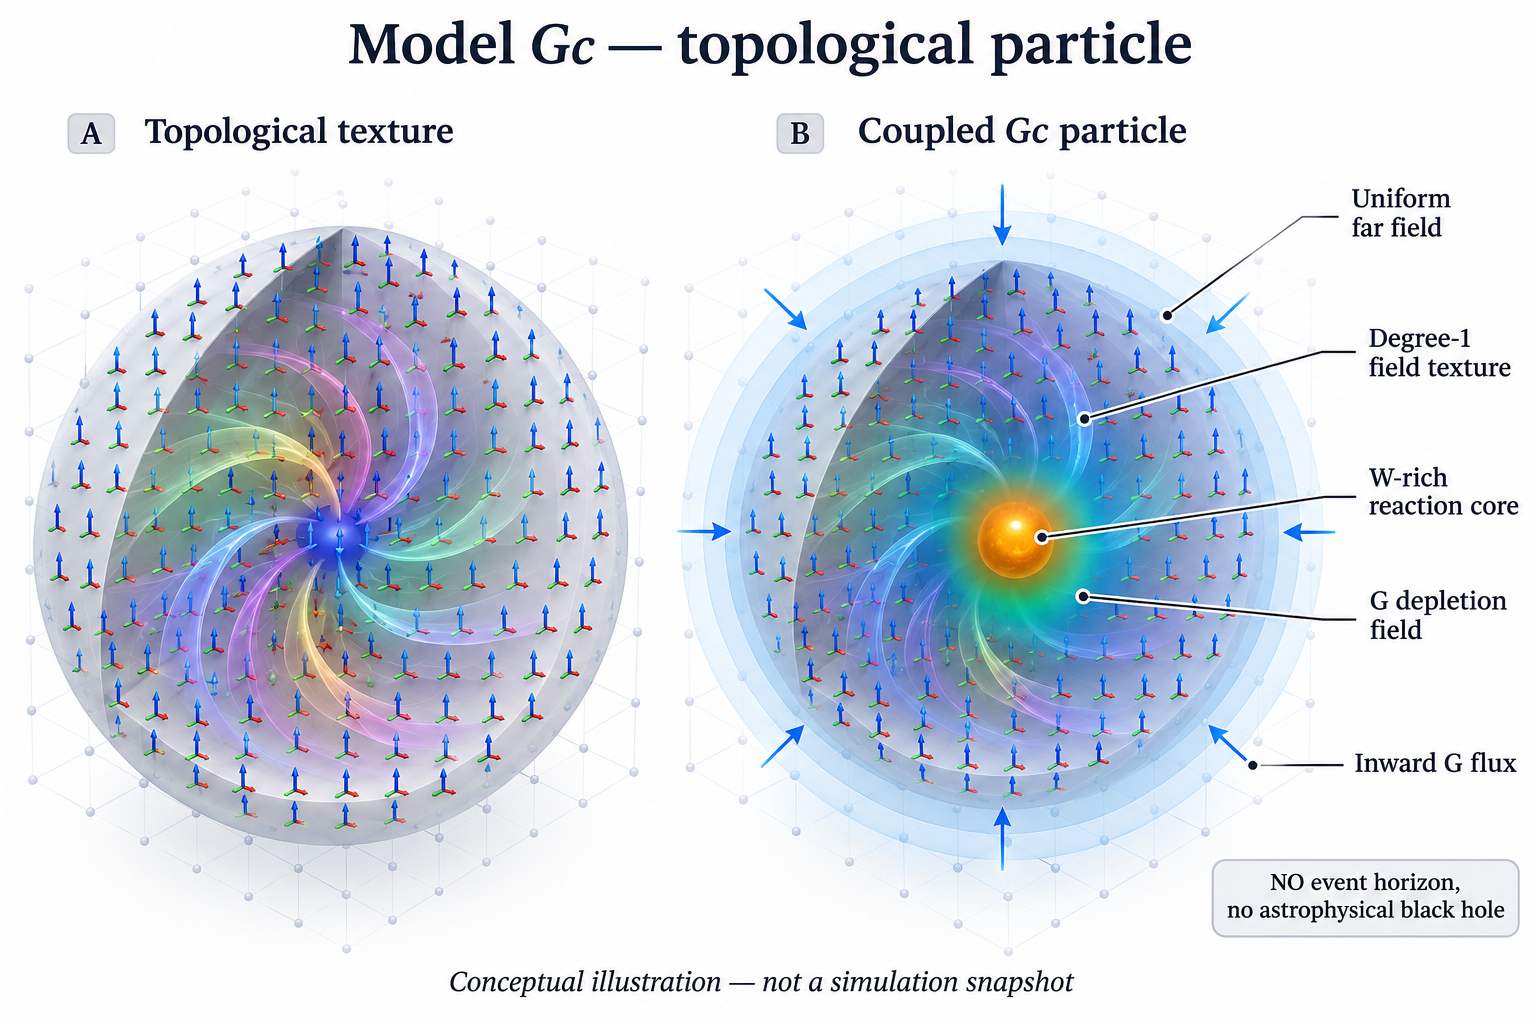 Model Gc — topological particle
A Topological texture
B Coupled Gc particle
Uniform
far field
Degree-1
field texture
W-rich
reaction core
G depletion
field
Inward G flux
NO event horizon,
no astrophysical black hole
Conceptual illustration — not a simulation snapshot